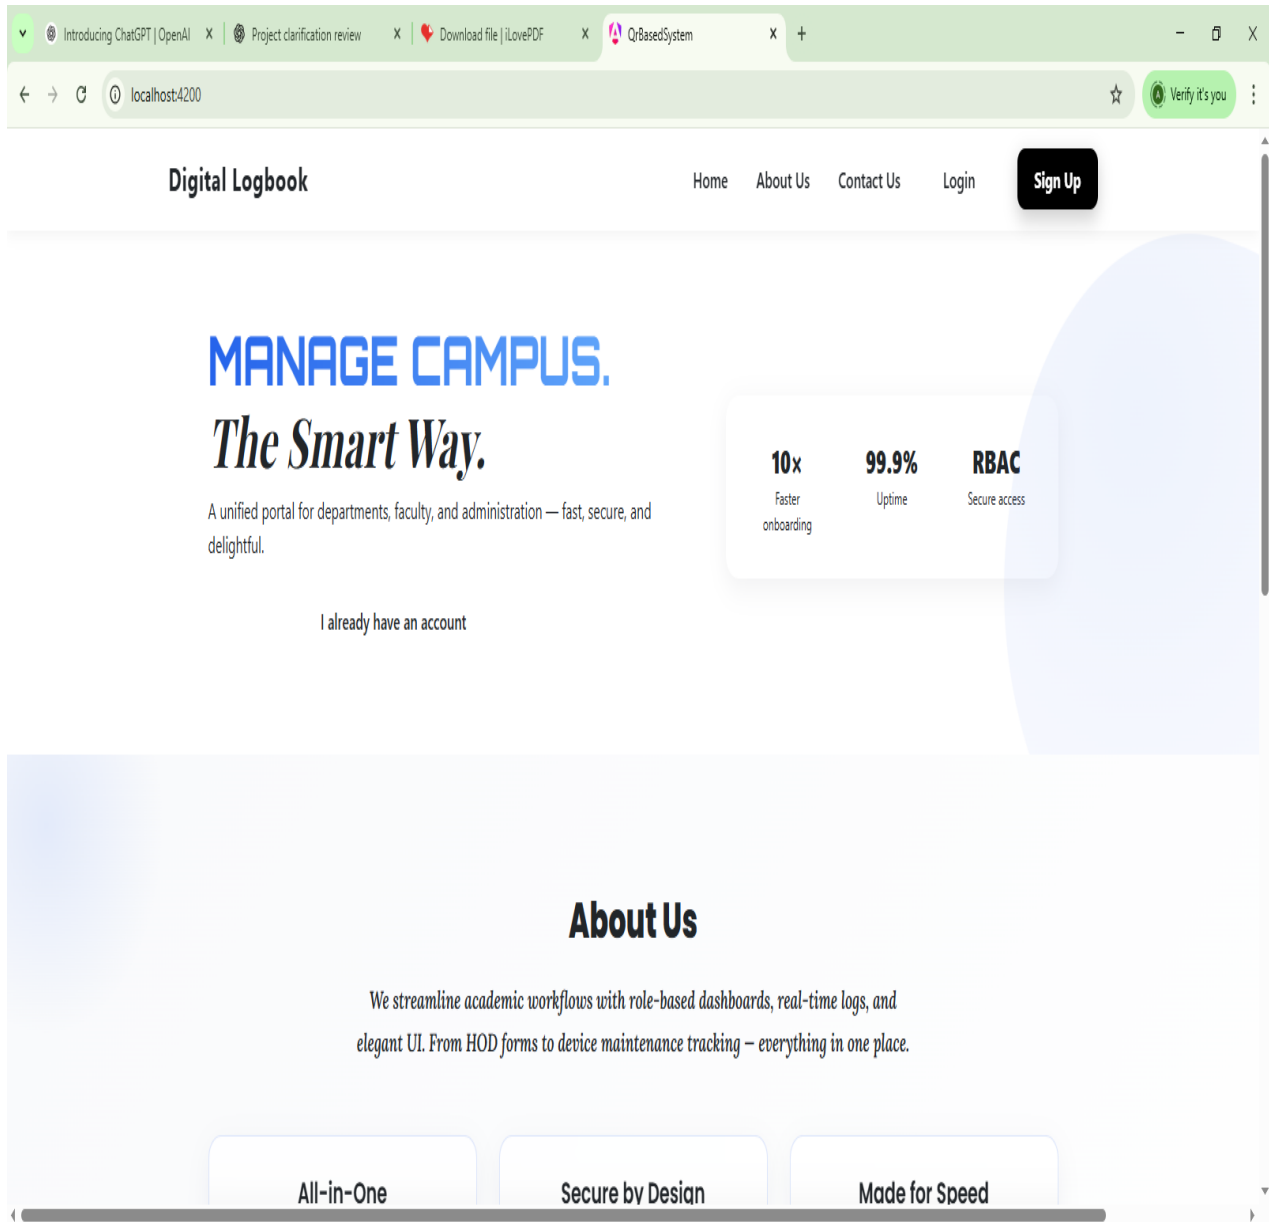 Introducing ChatGPT | OpenAI
Project clarification review
Download file | iLovePDF
QrBasedSystem
localhost:4200
A
Verify it's you
Digital Logbook
Home
About Us
Contact Us
Login
Sign Up
MANAGE CAMPUS.
The Smart Way.
A unified portal for departments, faculty, and administration — fast, secure, and
delightful.
I already have an account
10×
Faster
onboarding
99.9%
Uptime
RBAC
Secure access
About Us
We streamline academic workflows with role-based dashboards, real-time logs, and
elegant UI. From HOD forms to device maintenance tracking — everything in one place.
All-in-One
Secure by Design
Made for Speed